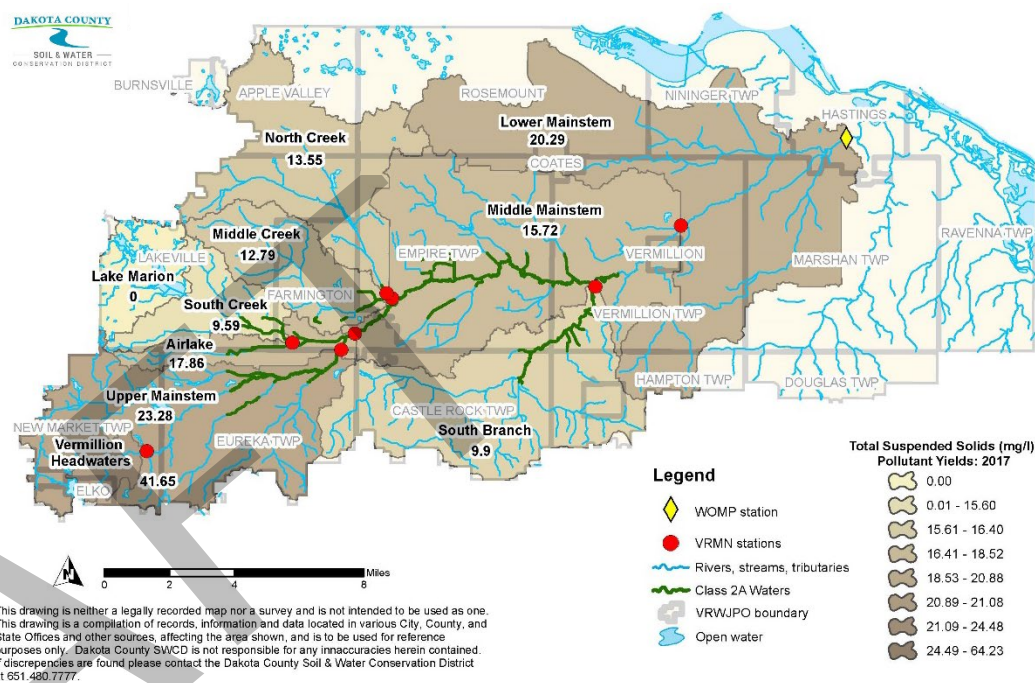 DAKOTA COUNTY
SOIL & WATER
CONSERVATION DISTRICT
BURNSVILLE
APPLE VALLEY
ROSEMOUNT
NININGER TWP
HASTINGS
Lower Mainstem
20.29
North Creek
13.55
COATES
Middle Mainstem
15.72
Middle Creek
12.79
EMPIRE TWP
VERMILLION
RAVENNA TWP
LAKEVILLE
MARSHAN TWP
Lake Marion
0
FARMINGTON
South Creek
9.59
VERMILLION TWP
Airlake
17.86
HAMPTON TWP
DOUGLAS TWP
Upper Mainstem
23.28
CASTLE ROCK TWP
NEW MARKET TWP
EUREKA TWP
South Branch
9.9
Vermillion
Headwaters
41.65
ELKO
Legend
WOMP station
VRMN stations
Rivers, streams, tributaries
Class 2A Waters
VRWJPO boundary
Open water
Total Suspended Solids (mg/l)
Pollutant Yields: 2017
0.00
0.01 - 15.60
15.61 - 16.40
16.41 - 18.52
18.53 - 20.88
20.89 - 21.08
21.09 - 24.48
24.49 - 64.23
N
Miles
0 2 4 8
This drawing is neither a legally recorded map nor a survey and is not intended to be used as one.
This drawing is a compilation of records, information and data located in various City, County, and
State Offices and other sources, affecting the area shown, and is to be used for reference
purposes only. Dakota County SWCD is not responsible for any innaccuracies herein contained.
f discrepencies are found please contact the Dakota County Soil & Water Conservation District
at 651.480.7777.